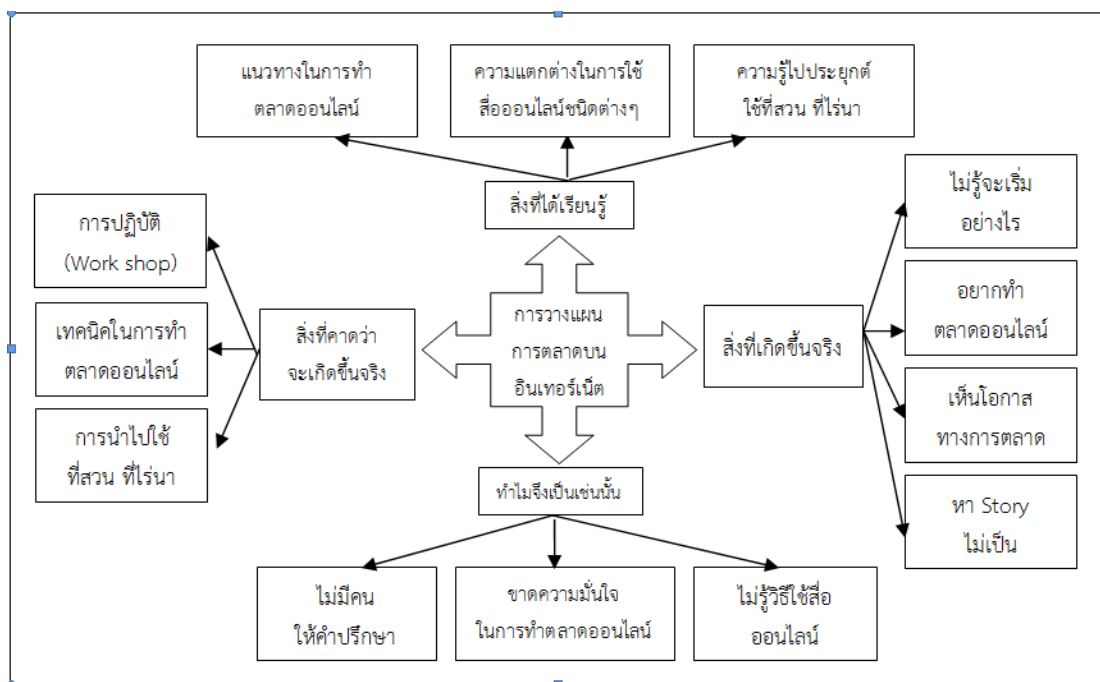 แนวทางในการทำ
ตลาดออนไลน์
ความแตกต่างในการใช้
สื่อออนไลน์ชนิดต่างๆ
ความรู้ไปประยุกต์
ใช้ที่สวน ที่ไร่นา
สิ่งที่ได้เรียนรู้
การปฏิบัติ
(Work shop)
เทคนิคในการทำ
ตลาดออนไลน์
การนำไปใช้
ที่สวน ที่ไร่นา
สิ่งที่คาดว่า
จะเกิดขึ้นจริง
การวางแผน
การตลาดบน
อินเทอร์เน็ต
สิ่งที่เกิดขึ้นจริง
ไม่รู้จะเริ่ม
อย่างไร
อยากทำ
ตลาดออนไลน์
เห็นโอกาส
ทางการตลาด
หา Story
ไม่เป็น
ทำไมจึงเป็นเช่นนั้น
ไม่มีคน
ให้คำปรึกษา
ขาดความมั่นใจ
ในการทำตลาดออนไลน์
ไม่รู้วิธีใช้สื่อ
ออนไลน์